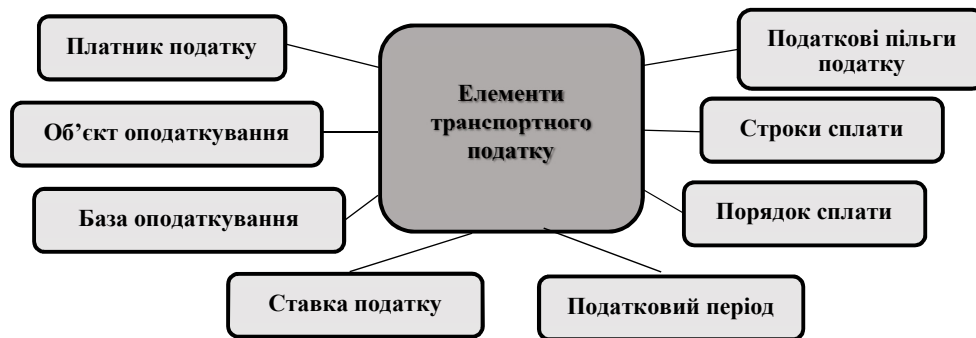 Платник податку
Об’єкт оподаткування
База оподаткування
Ставка податку
Елементи
транспортного
податку
Податкові пільги
податку
Строки сплати
Порядок сплати
Податковий період